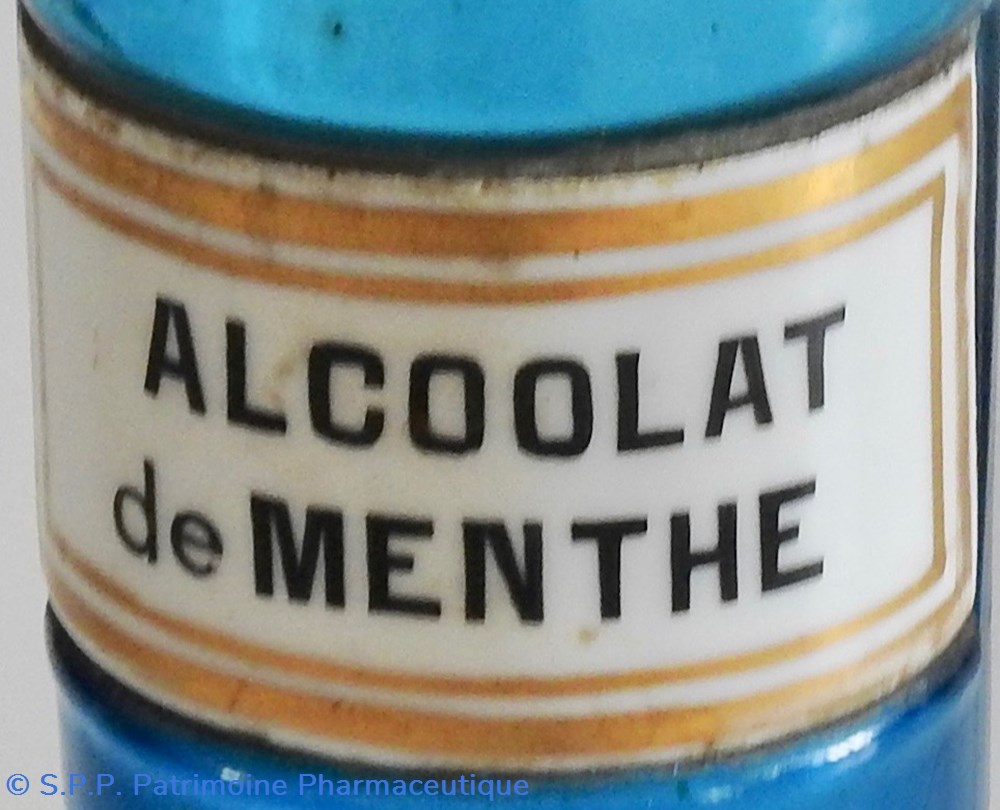 ALCOOLAT
de MENTHE
© S.P.P. Patrimoine Pharmaceutique